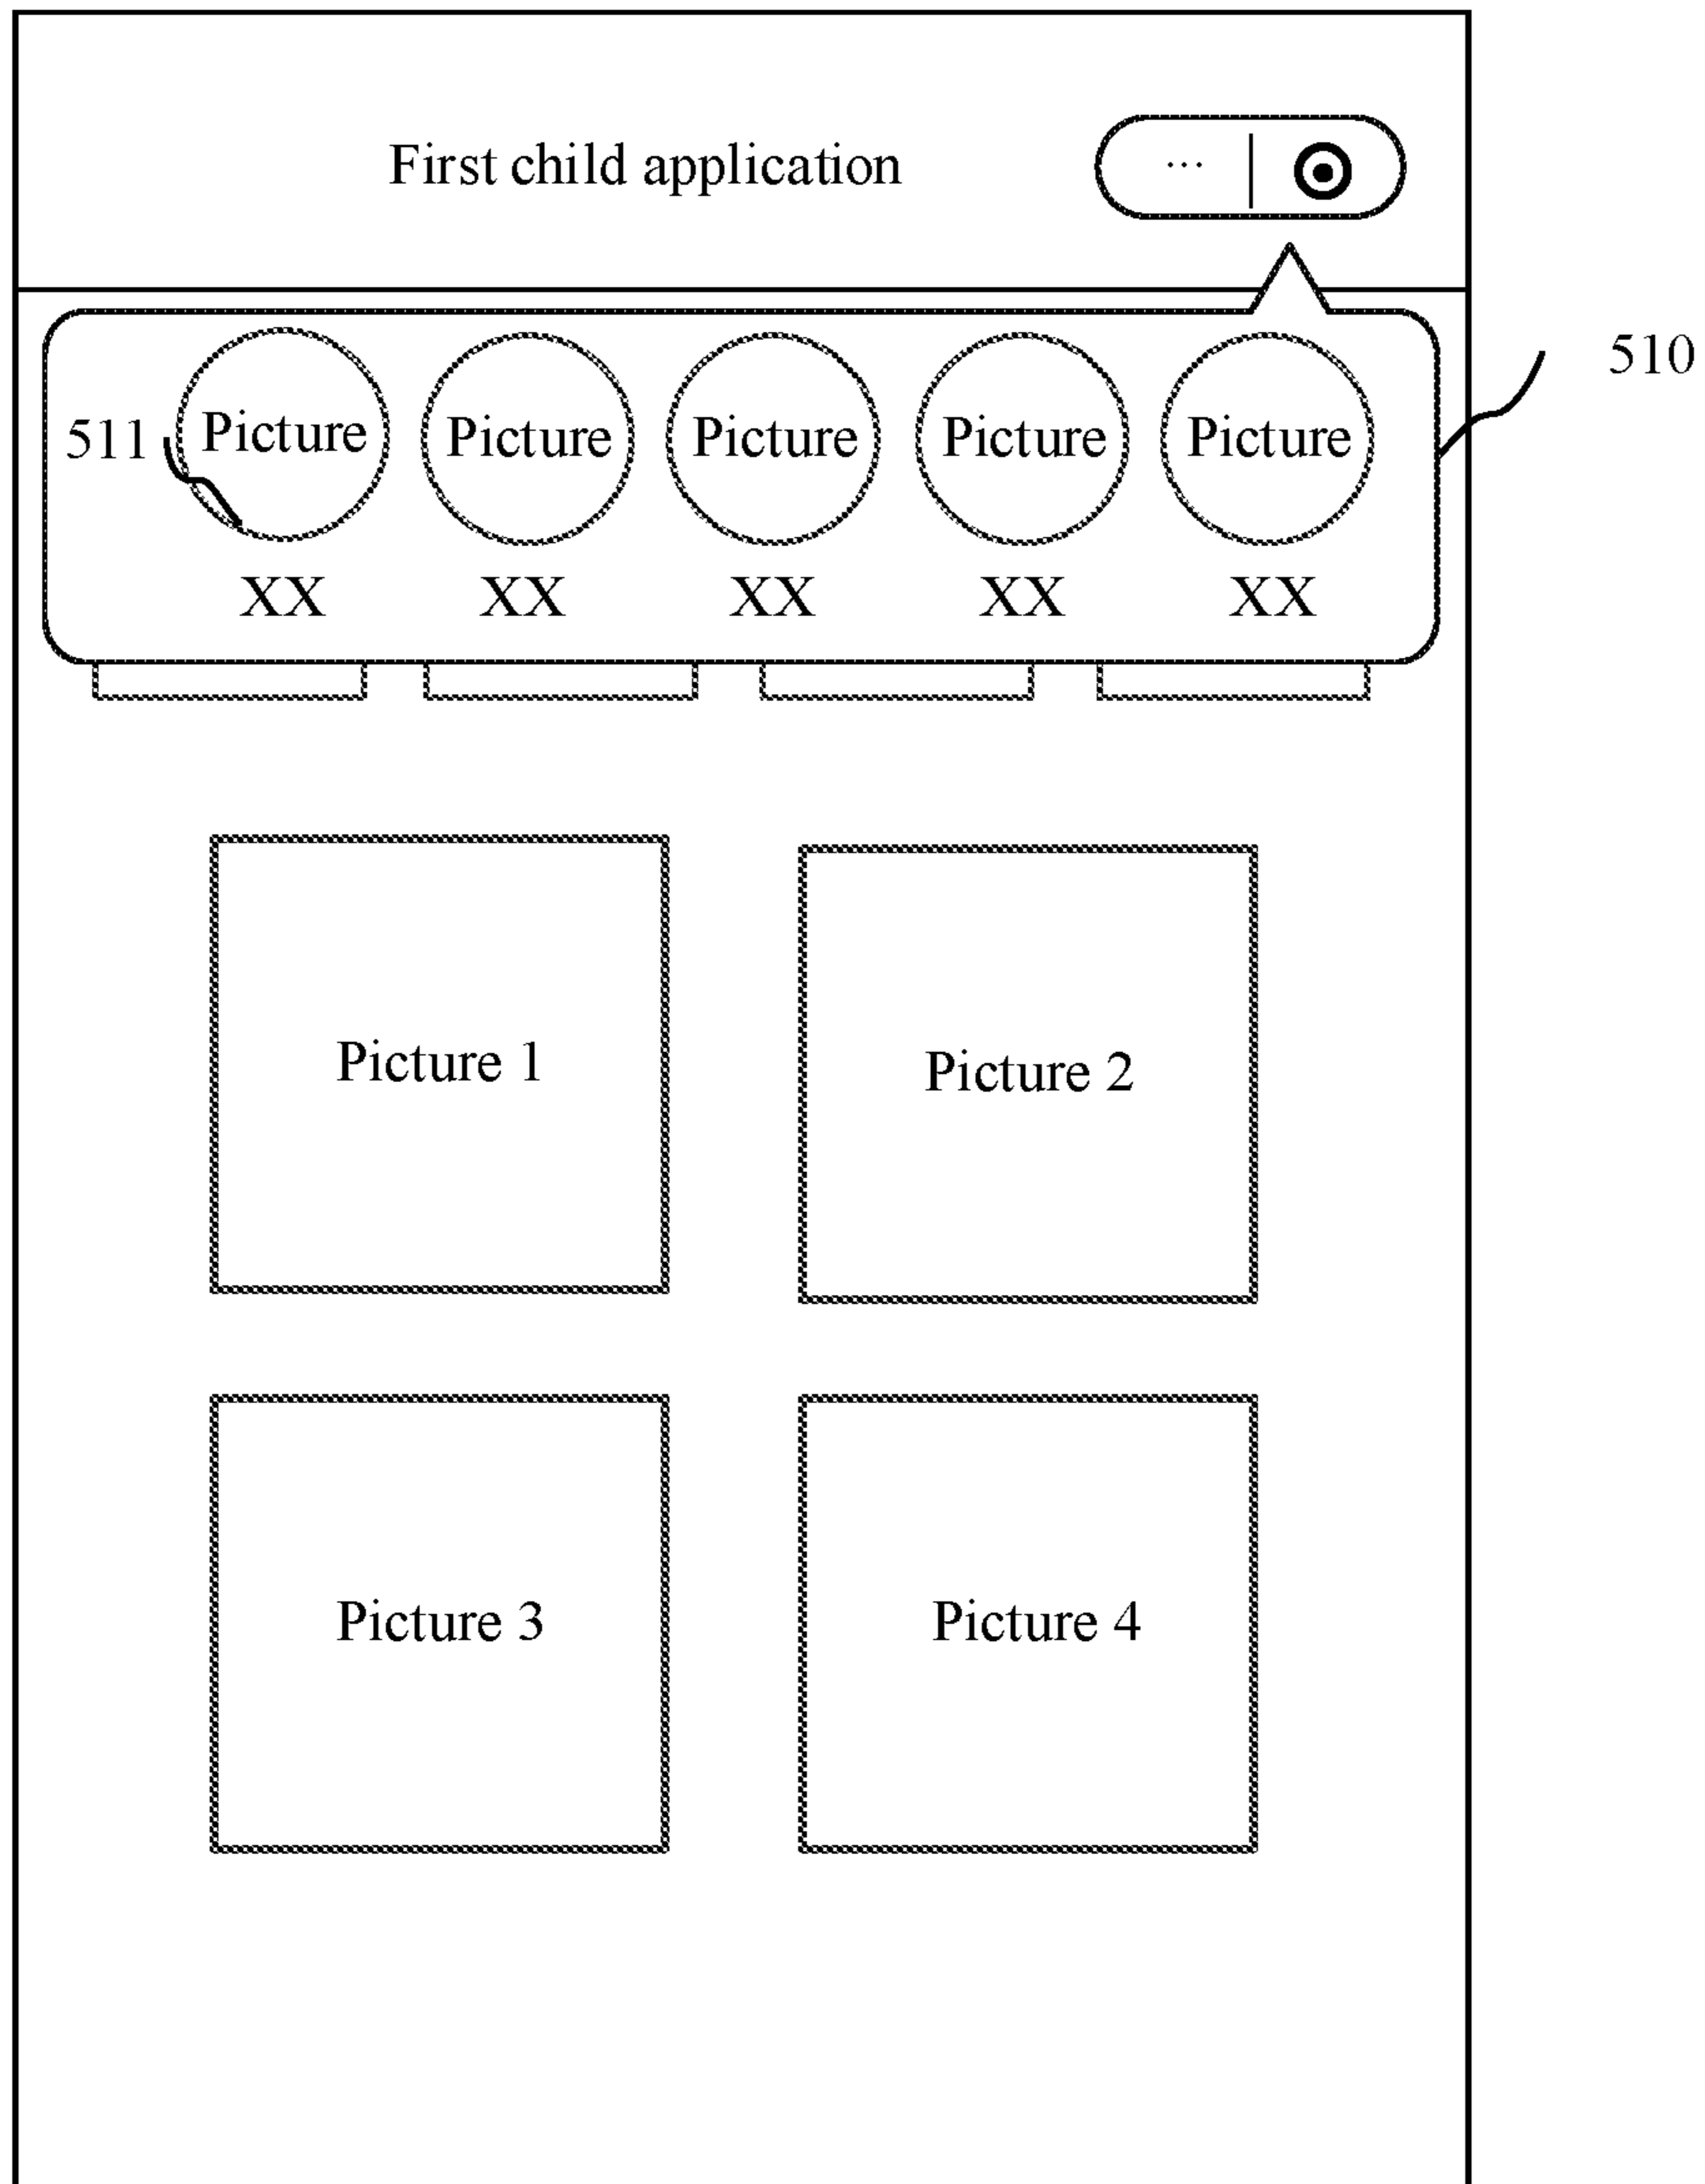 First child application ...
510
511 Picture Picture Picture Picture Picture
XX XX XX XX XX
Picture 1 Picture 2
Picture 3 Picture 4